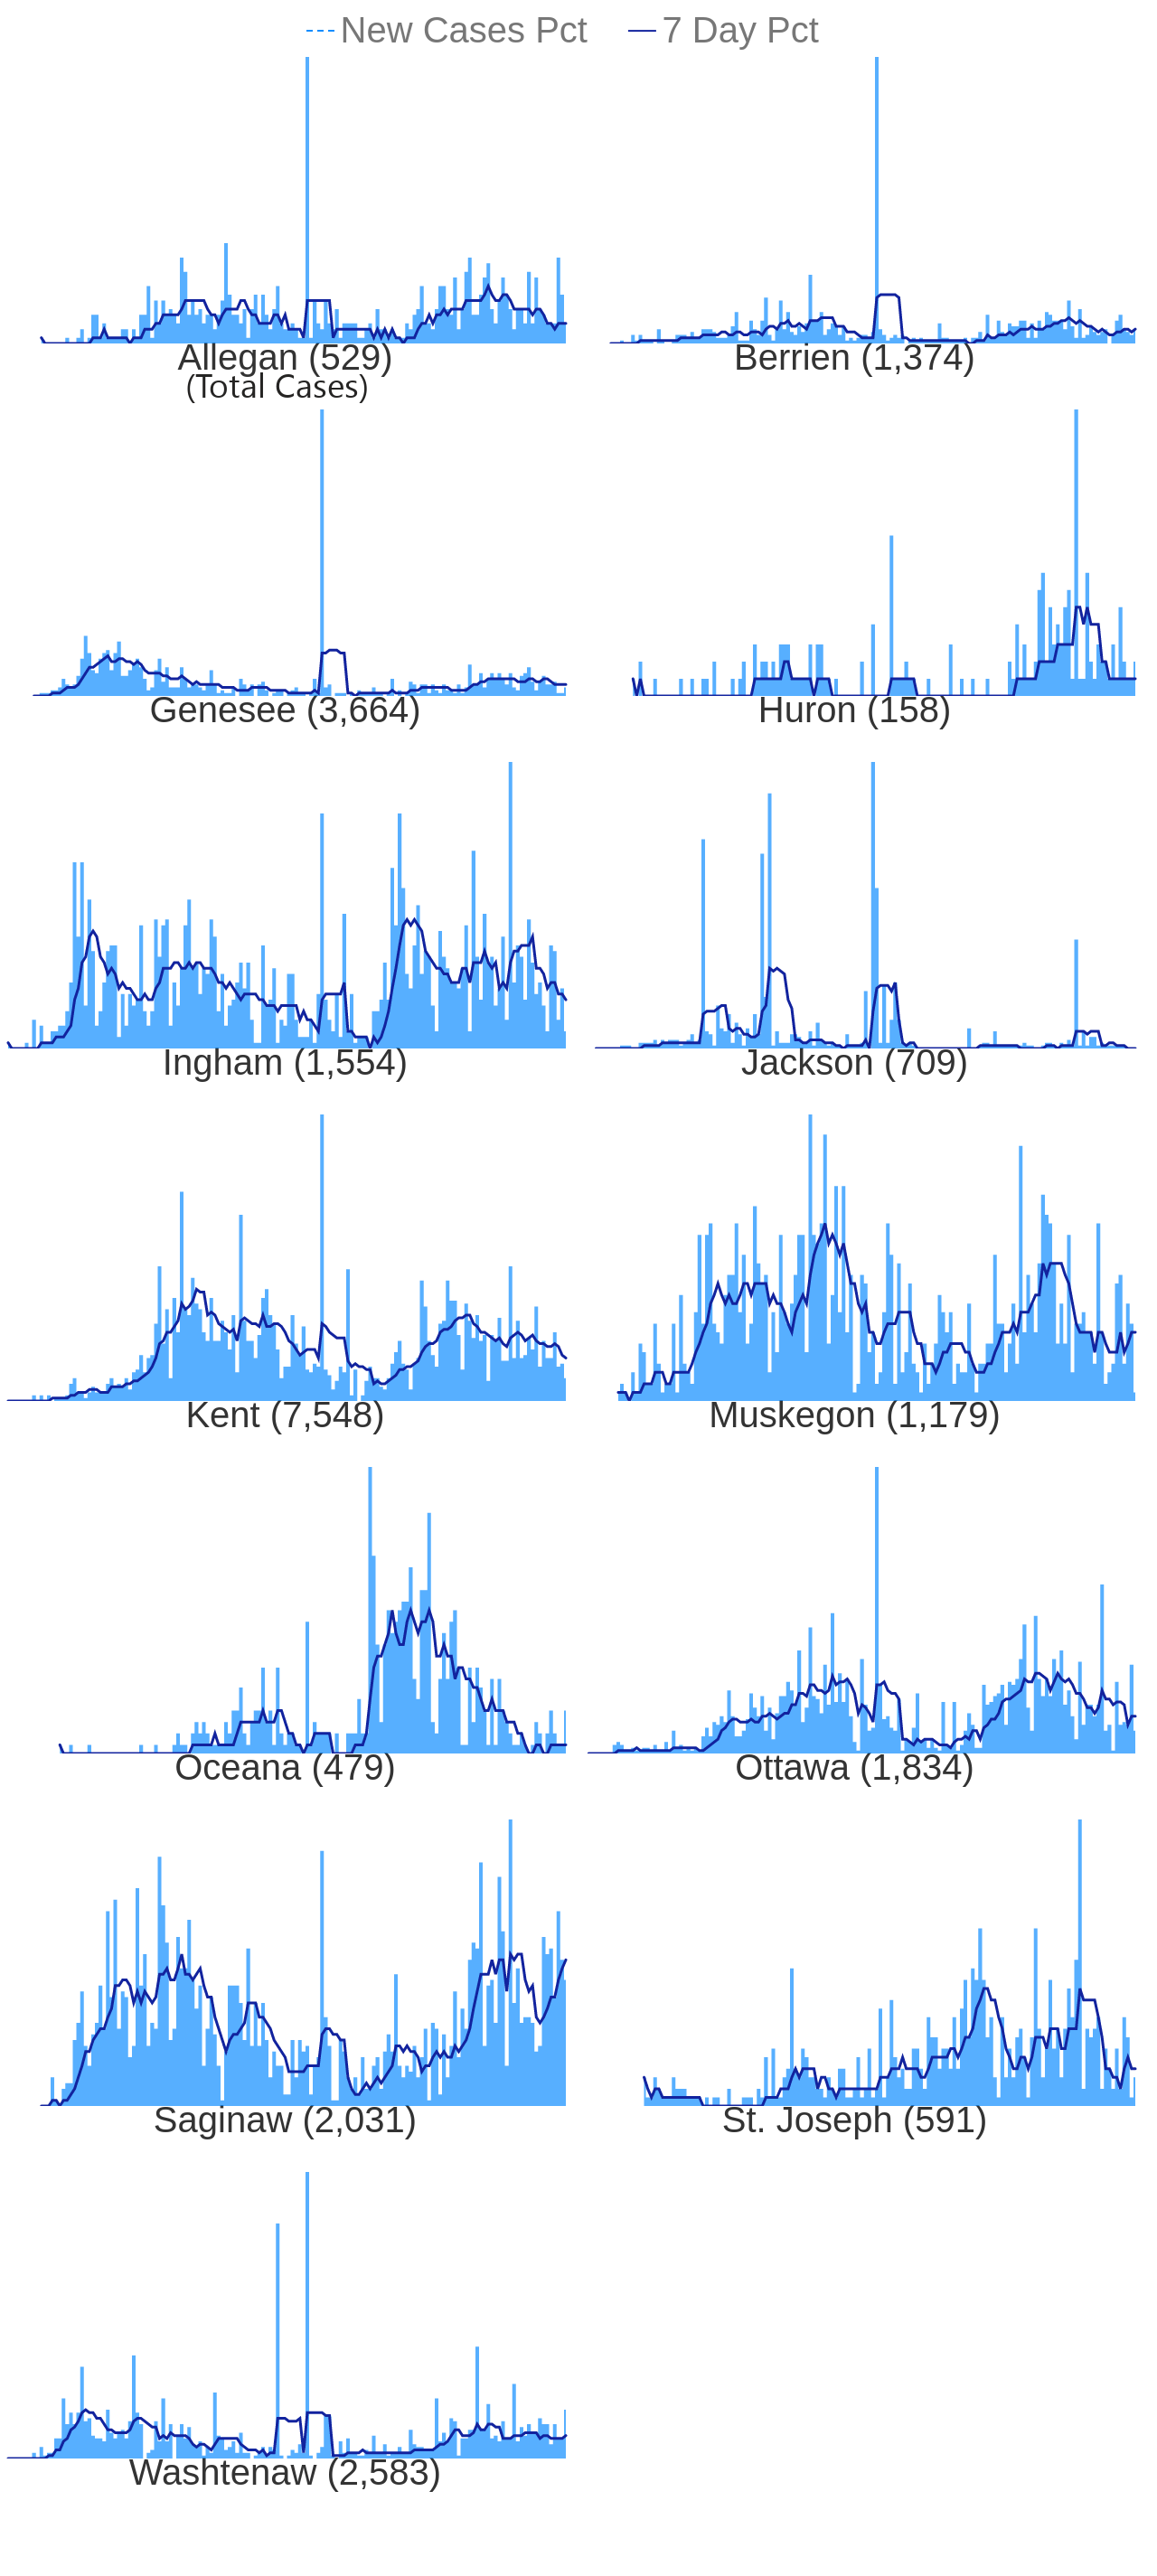 New Cases Pct 7 Day Pct
Allegan (529) Berrien (1,374)
(Total Cases)
Genesee (3,664) Huron (158)
Ingham (1,554) Jackson (709)
Kent (7,548) Muskegon (1,179)
Oceana (479) Ottawa (1,834)
Saginaw (2,031) St. Joseph (591)
Washtenaw (2,583)